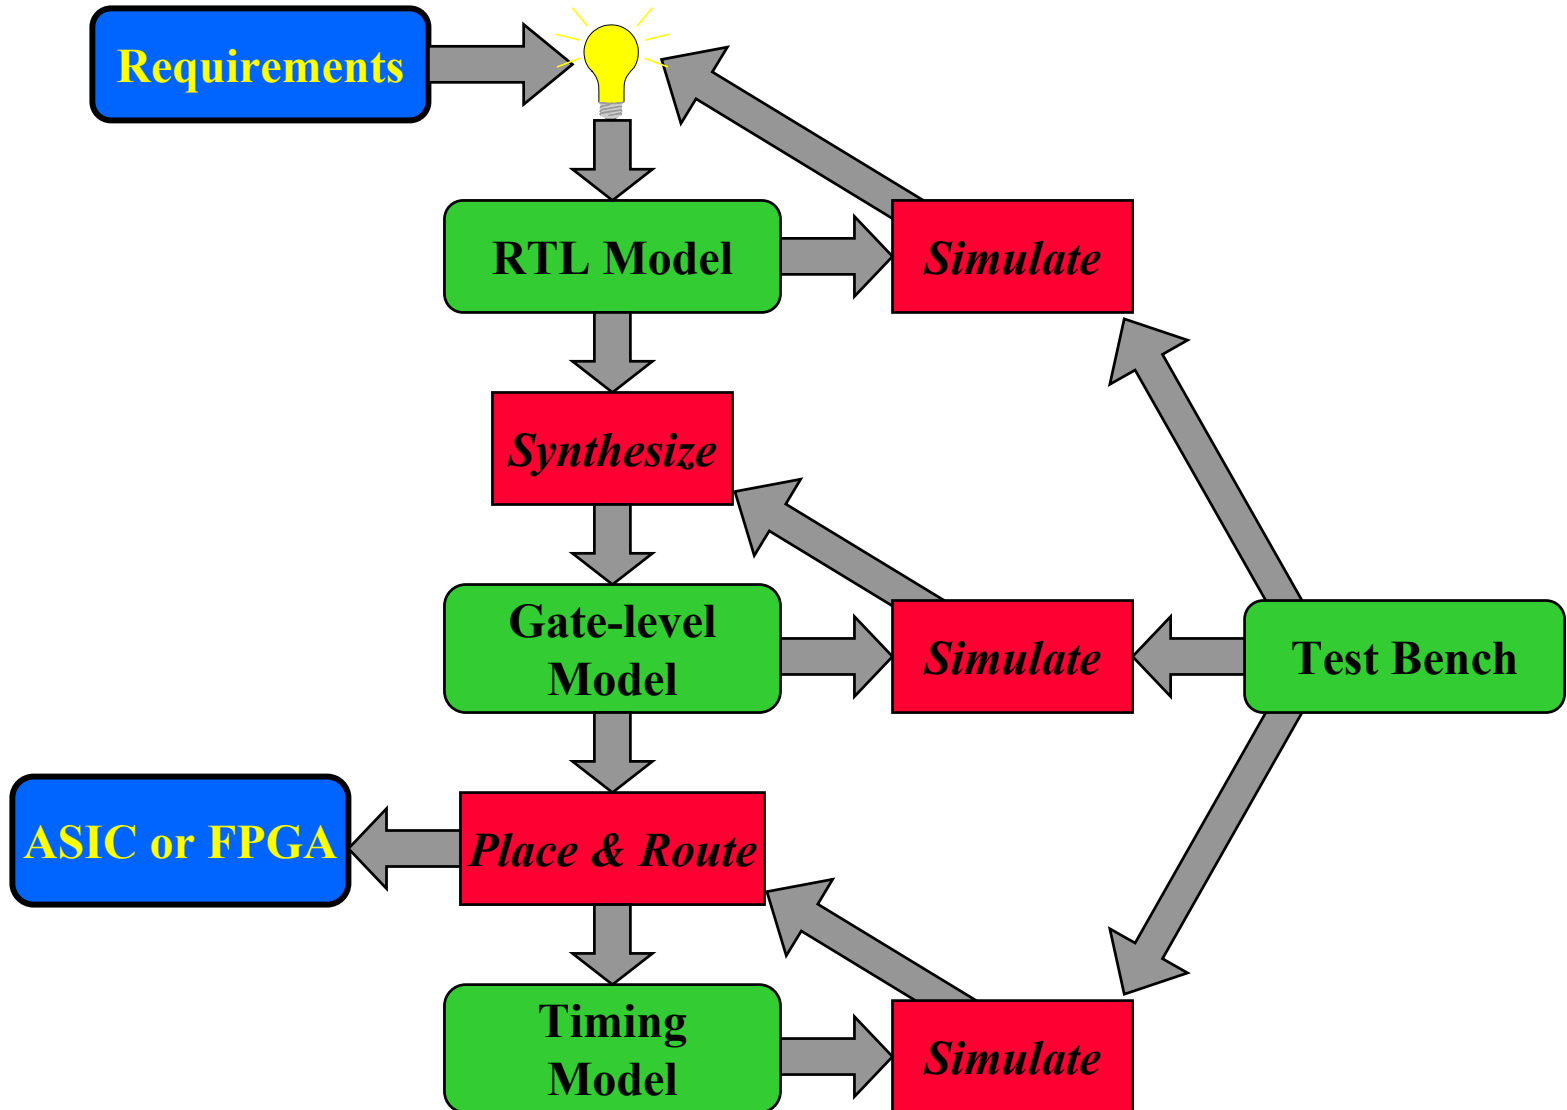 Requirements
RTL Model
Simulate
Synthesize
Gate-level
Model
Simulate
Test Bench
ASIC or FPGA
Place & Route
Timing
Model
Simulate